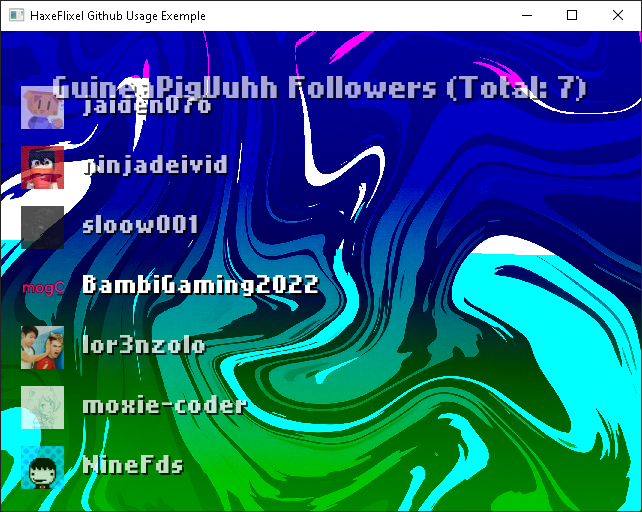 HaxeFlixel Github Usage Exemple
GuineaPigUuhh Followers (Total: 7)
jaiden076
ninjadeivid
sloow001
mogC
BambiGaming2022
lor3nzolo
moxie-coder
NineFds